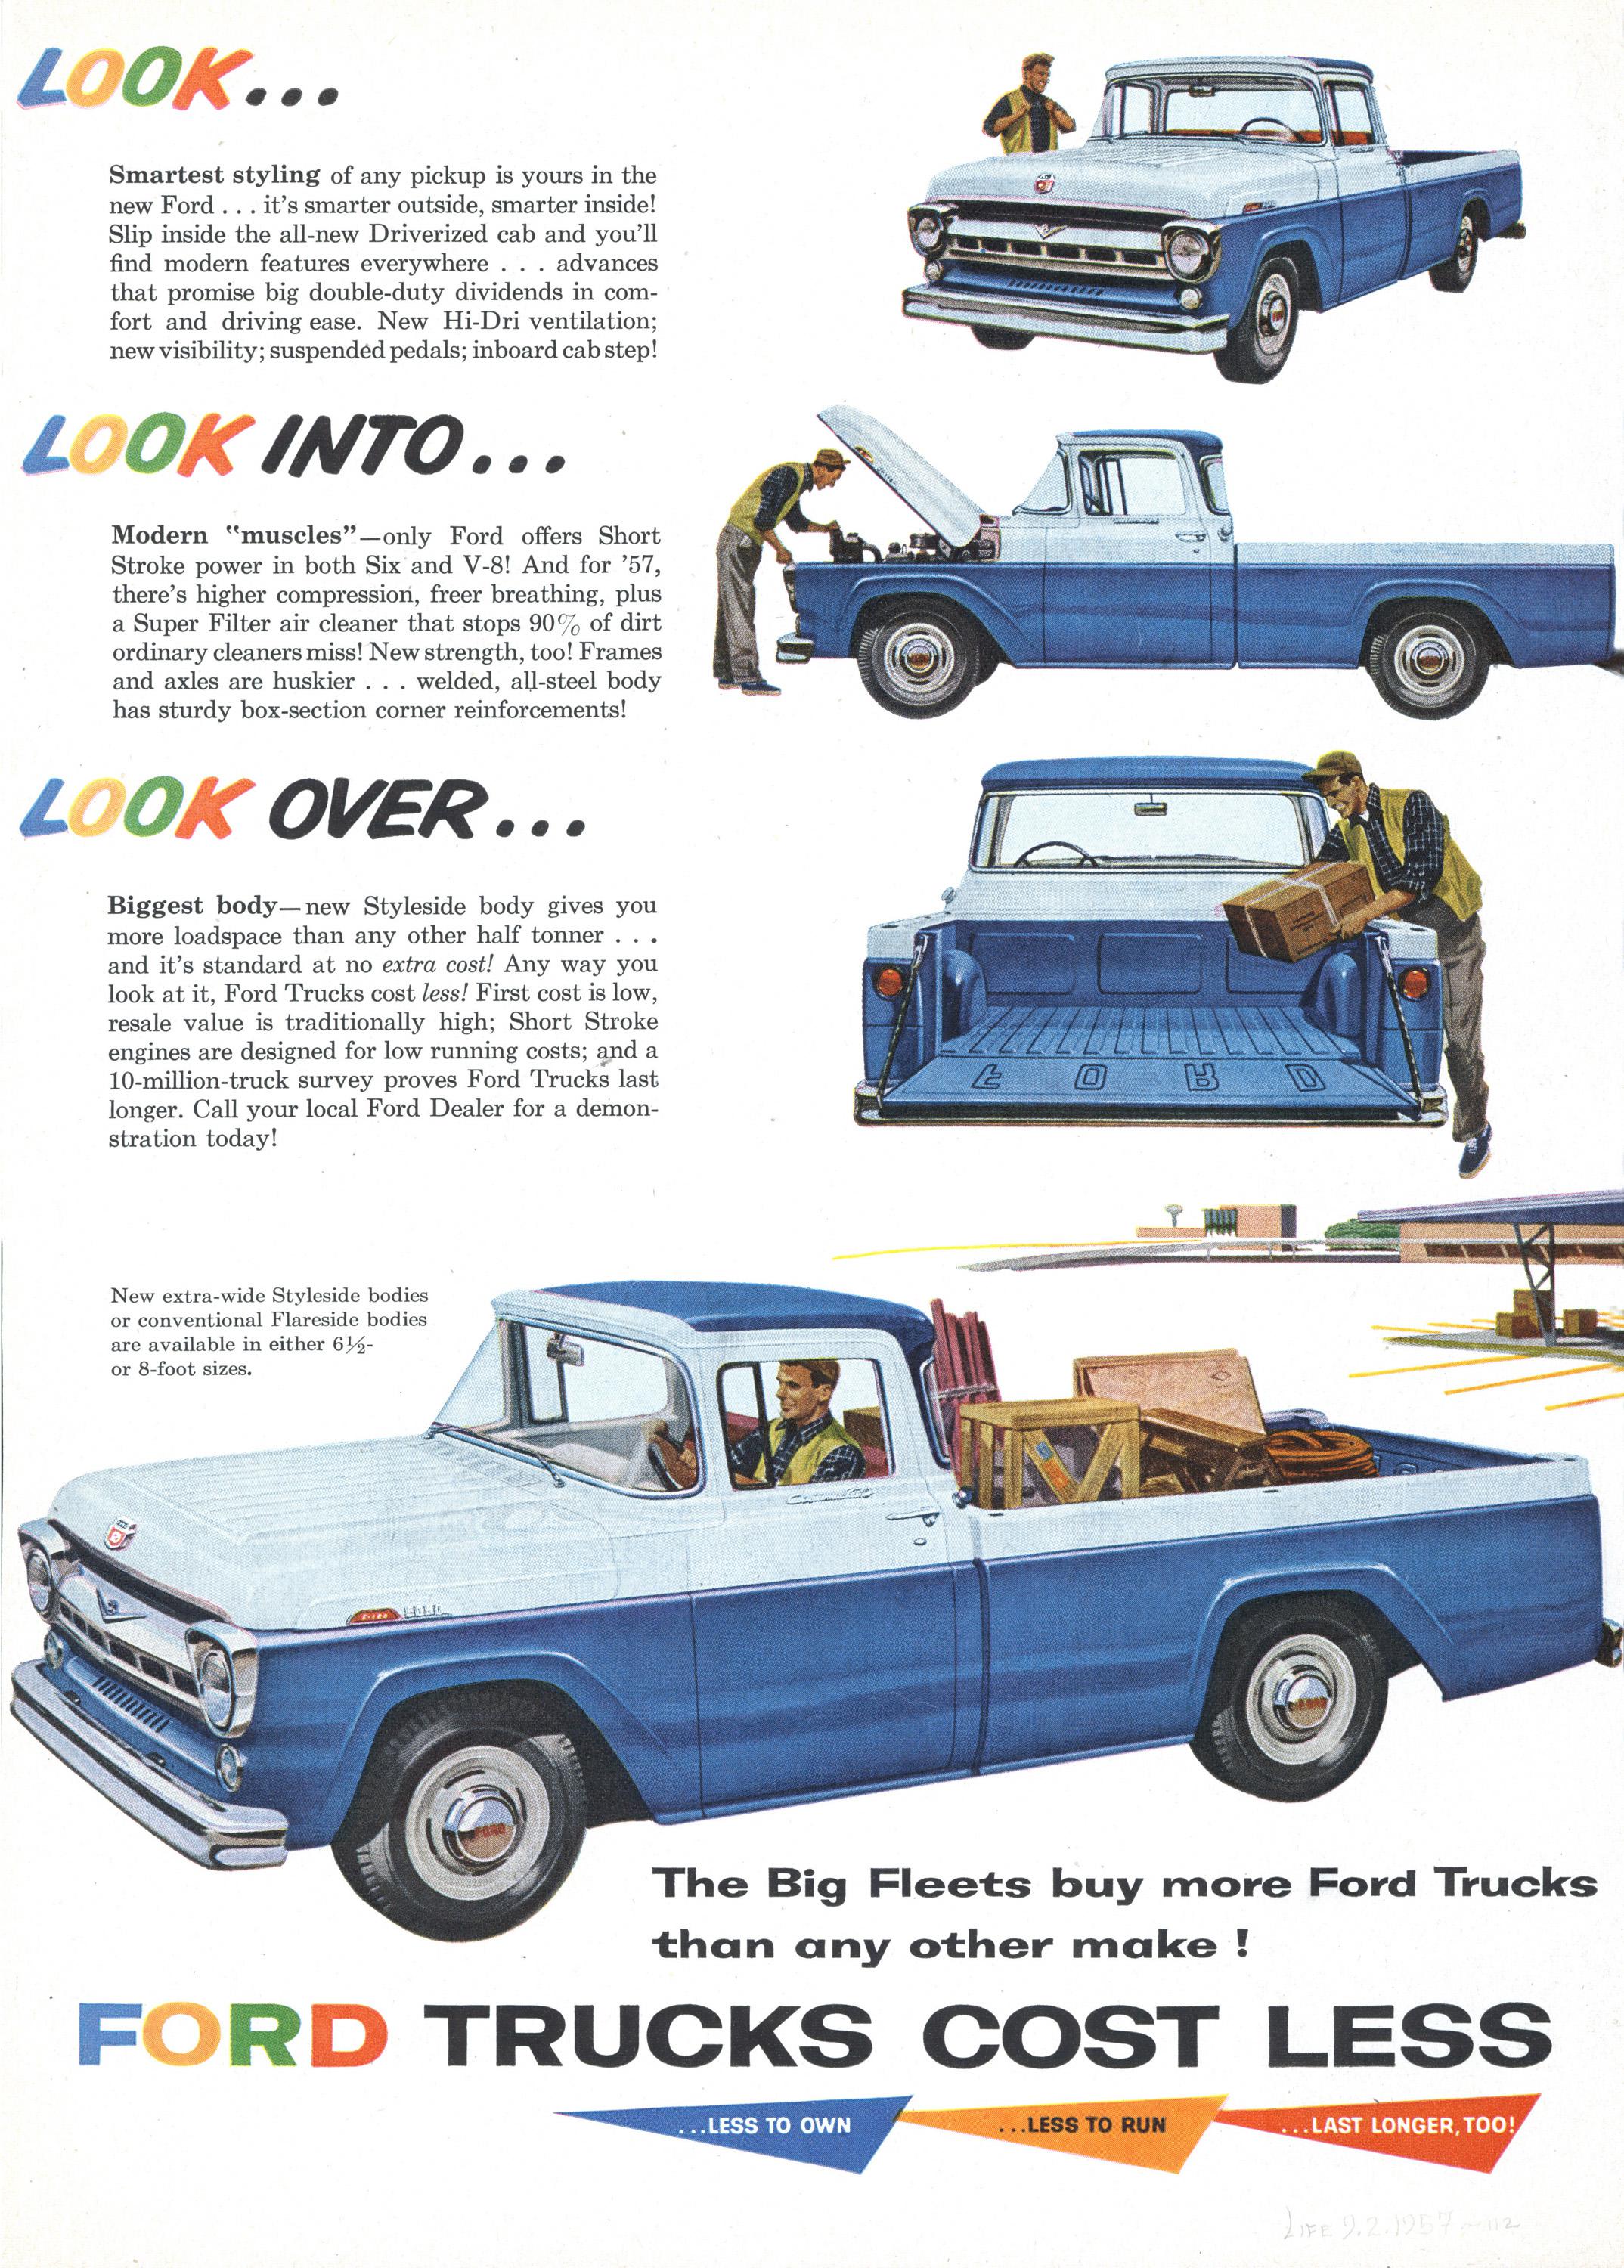 LOOK...
Smartest styling of any pickup is yours in the
new Ford . . . it's smarter outside, smarter inside!
Slip inside the all-new Driverized cab and you'll
find modern features everywhere . . . advances
that promise big double-duty dividends in com-
fort and driving ease. New Hi-Dri ventilation;
new visibility; suspended pedals; inboard cab step!
LOOK INTO...
Modern "muscles"—only Ford offers Short
Stroke power in both Six and V-8! And for '57,
there's higher compression, freer breathing, plus
a Super Filter air cleaner that stops 90% of dirt
ordinary cleaners miss! New strength, too! Frames
and axles are huskier . . . welded, all-steel body
has sturdy box-section corner reinforcements!
LOOK OVER...
Biggest body—new Styleside body gives you
more loadspace than any other half tonner . . .
and it's standard at no extra cost! Any way you
look at it, Ford Trucks cost less! First cost is low,
resale value is traditionally high; Short Stroke
engines are designed for low running costs; and a
10-million-truck survey proves Ford Trucks last
longer. Call your local Ford Dealer for a demon-
stration today!
FORD
New extra-wide Styleside bodies
or conventional Flareside bodies
are available in either 6½-
or 8-foot sizes.
F-100 FORD
FORD
FORD
The Big Fleets buy more Ford Trucks
than any other make !
FORD TRUCKS COST LESS
...LESS TO OWN
...LESS TO RUN
...LAST LONGER, TOO!
LIFE 9.2.1957 112